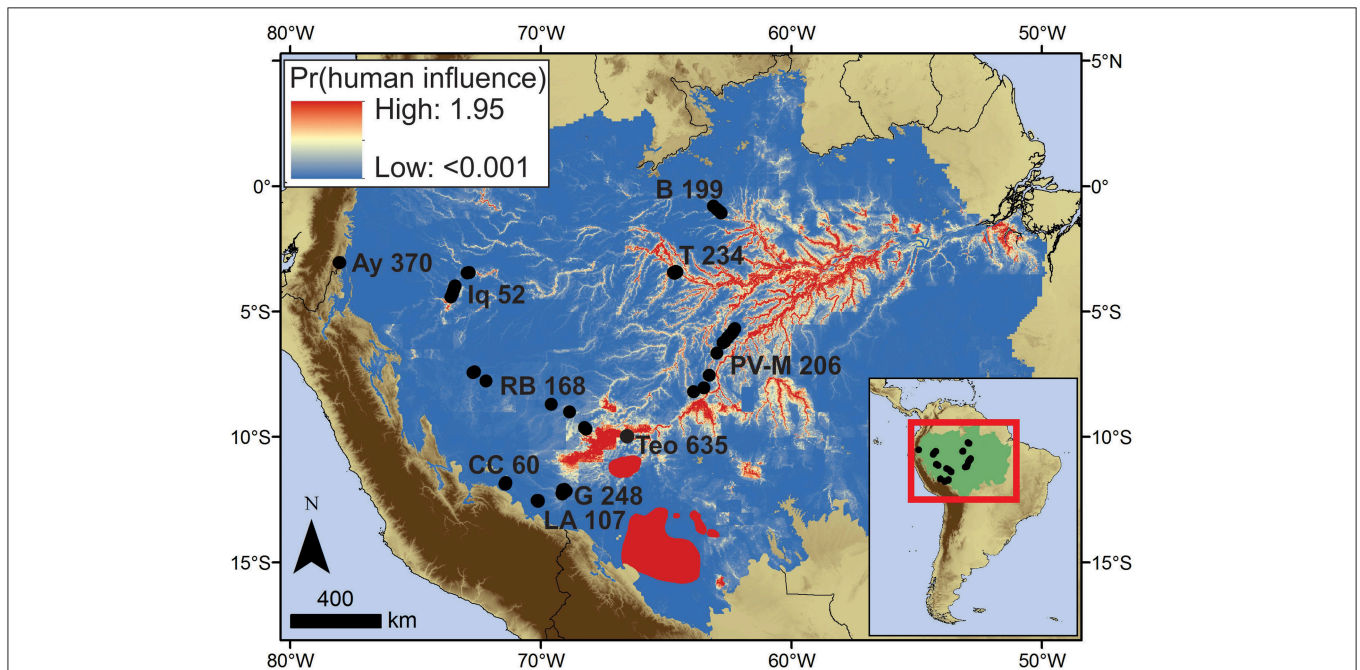 80°W 70°W 60°W 50°W
5°N
Pr(human influence)
High: 1.95
Low: <0.001
0° 0°
B 199
T 234
Ay 370
Iq 52
5°S 5°S
PV-M 206
RB 168
10°S 10°S
Teo 635
CC 60
G 248
LA 107
N
15°S 15°S
400
km
80°W 70°W 60°W 50°W